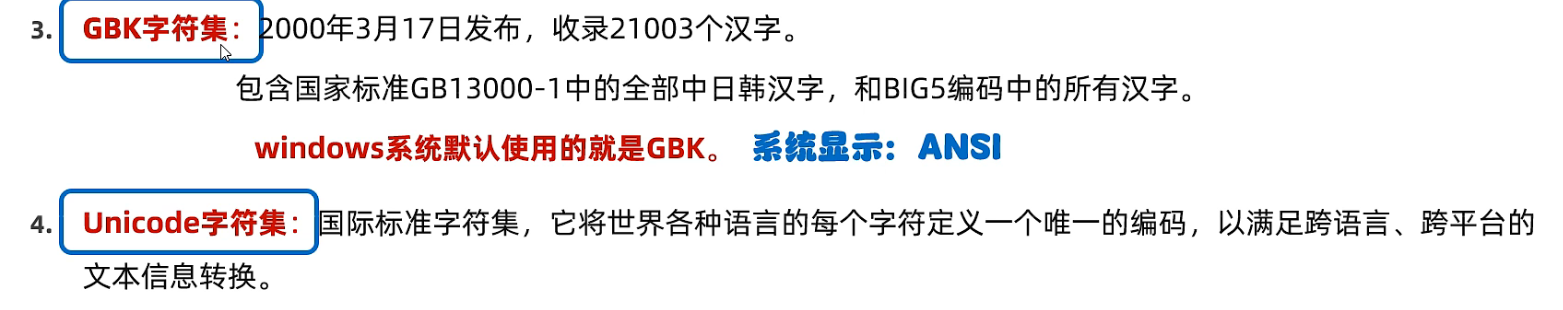 3. GBK字符集：2000年3月17日发布，收录21003个汉字。
包含国家标准GB13000-1中的全部中日韩汉字，和BIG5编码中的所有汉字。
windows系统默认使用的就是GBK。 系统显示：ANSI
4. Unicode字符集：国际标准字符集，它将世界各种语言的每个字符定义一个唯一的编码，以满足跨语言、跨平台的
文本信息转换。